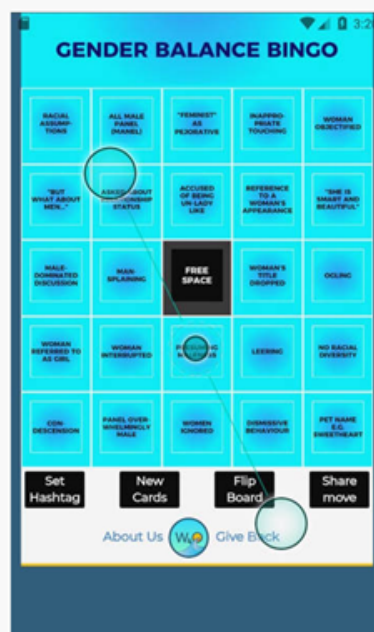 3:2
GENDER BALANCE BINGO
RACIAL
ASSUMP-
TIONS
ALL MALE
PANEL
(MANEL)
"FEMINIST"
AS
PEJORATIVE
INAPPRO-
PRIATE
TOUCHING
WOMAN
OBJECTIFIED
"BUT
WHAT ABOUT
MEN..."
ASKED ABOUT
STATUS
ACCUSED
OF BEING
UN-LADY
LIKE
REFERENCE
TO A
WOMAN'S
APPEARANCE
"SHE IS
SMART AND
BEAUTIFUL"
MALE-
DOMINATED
DISCUSSION
MAN-
SPLAINING
FREE
SPACE
WOMAN'S
TITLE
DROPPED
OGLING
WOMAN
REFERRED TO
AS GIRL
WOMAN
INTERRUPTED
LEERING
NO RACIAL
DIVERSITY
CON-
DESCENSION
PANEL OVER-
WHELMINGLY
MALE
WOMEN
IGNORED
DISMISSIVE
BEHAVIOUR
PET NAME
E.G.
SWEETHEART
Set
Hashtag
New
Cards
Flip
Board
Share
move
About Us
Give Back